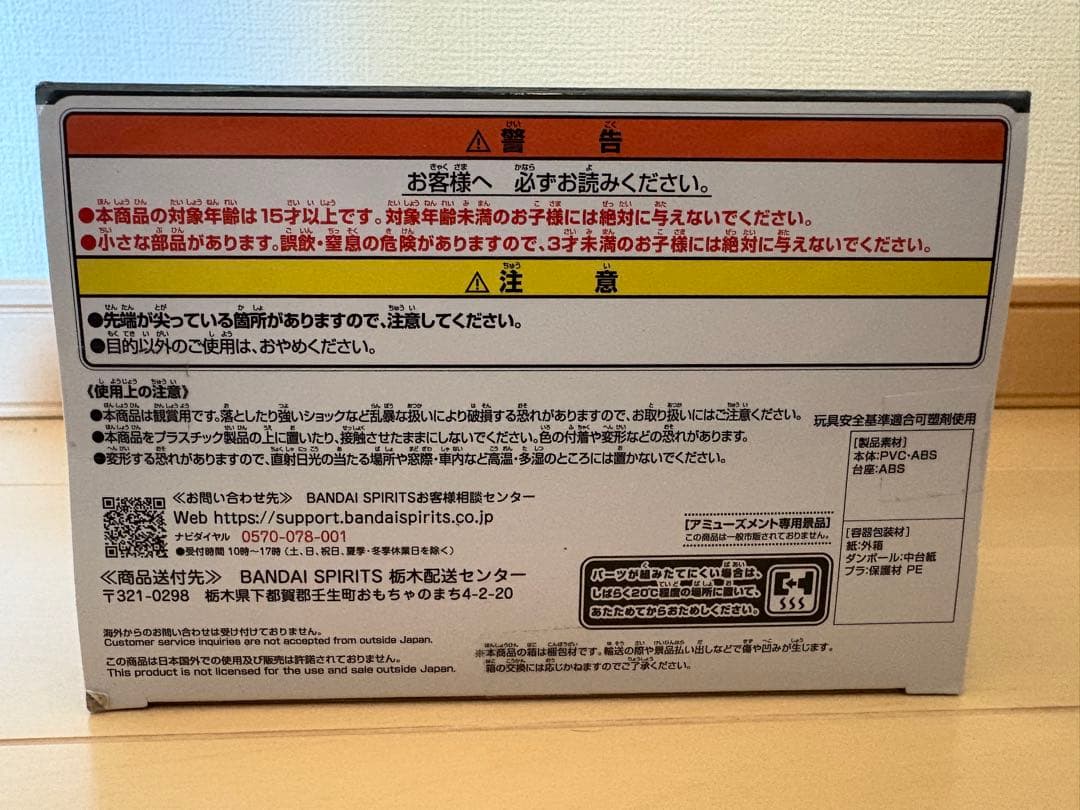 ⚠警告
お客様へ 必ずお読みください。
●本商品の対象年齢は15才以上です。対象年齢未満のお子様には絶対に与えないでください。
●小さな部品があります。誤飲・窒息の危険がありますので、3才未満のお子様には絶対に与えないでください。
⚠注意
●先端が尖っている箇所がありますので、注意してください。
●目的以外のご使用は、おやめください。
《使用上の注意》
●本商品は観賞用です。落としたり強いショックなど乱暴な扱いにより破損する恐れがありますので、お取り扱いにはご注意ください。
●本商品をプラスチック製品の上に置いたり、接触させたままにしないでください。色の付着や変形などの恐れがあります。
●変形する恐れがありますので、直射日光の当たる場所や窓際・車内など高温・多湿のところには置かないでください。
玩具安全基準適合可塑剤使用
[製品素材]
本体:PVC・ABS
台座:ABS
[容器包装材]
紙:外箱
ダンボール:中台紙
プラ:保護材 PE
≪お問い合わせ先≫ BANDAI SPIRITSお客様相談センター
Web https://support.bandaispirits.co.jp
ナビダイヤル 0570-078-001
●受付時間 10時〜17時(土、日、祝日、夏季・冬季休業日を除く)
[アミューズメント専用景品]
この商品は一般市販されておりません。
≪商品送付先≫ BANDAI SPIRITS 栃木配送センター
〒321-0298 栃木県下都賀郡壬生町おもちゃのまち4-2-20
パーツが組みたてにくい場合は、
しばらく20℃程度の場所に置いて、
あたためてからおためしください。
海外からのお問い合わせは受け付けておりません。
Customer service inquiries are not accepted from outside Japan.
この商品は日本国外での使用及び販売は許諾されておりません。
This product is not licensed for the use and sale outside Japan.
※本商品の箱は梱包材です。輸送の際や景品払い出しなどで傷や凹みが生じます。
箱の交換には応じかねますのでご了承ください。